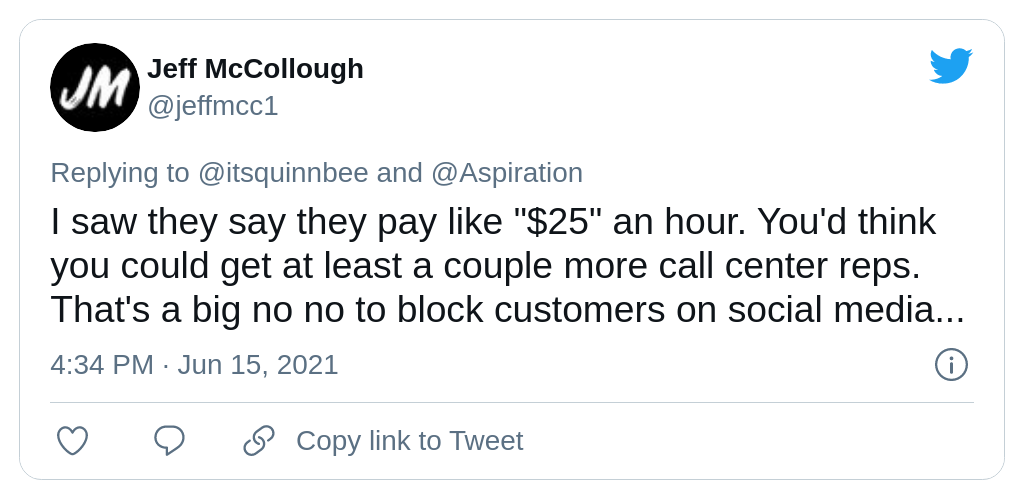 JM
Jeff McCollough
@jeffmcc1
Replying to @itsquinnbee and @Aspiration
I saw they say they pay like "$25" an hour. You'd think
you could get at least a couple more call center reps.
That's a big no no to block customers on social media...
4:34 PM · Jun 15, 2021
Copy link to Tweet